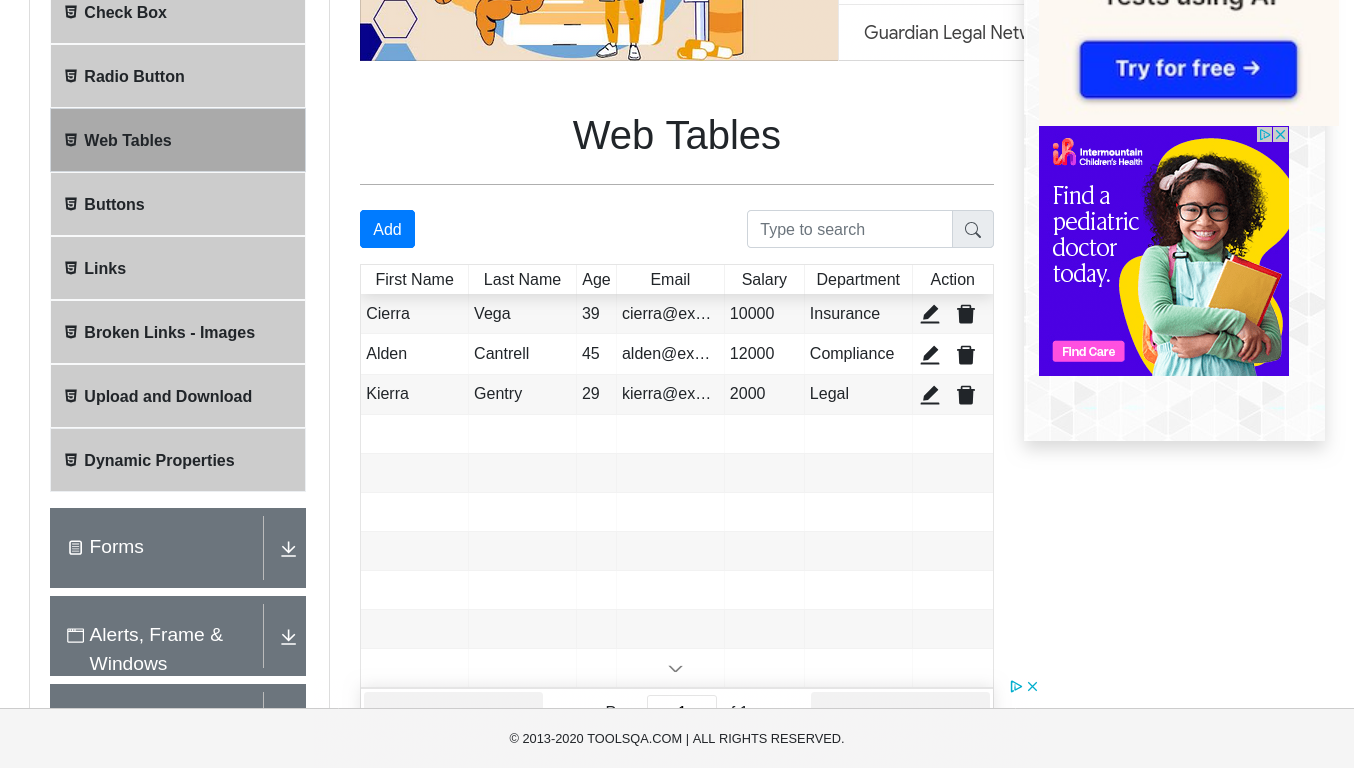 Check Box
Radio Button
Web Tables
Buttons
Links
Broken Links - Images
Upload and Download
Dynamic Properties
Forms
Alerts, Frame &
Windows
Guardian Legal
Web Tables
Add
Type to search
First Name Last Name Age Email Salary Department Action
Cierra Vega 39 cierra@ex… 10000 Insurance
Alden Cantrell 45 alden@ex… 12000 Compliance
Kierra Gentry 29 kierra@ex… 2000 Legal
Tests using AI
Try for free →
Intermountain
Children's Health
Find a
pediatric
doctor
today.
Find Care
© 2013-2020 TOOLSQA.COM | ALL RIGHTS RESERVED.